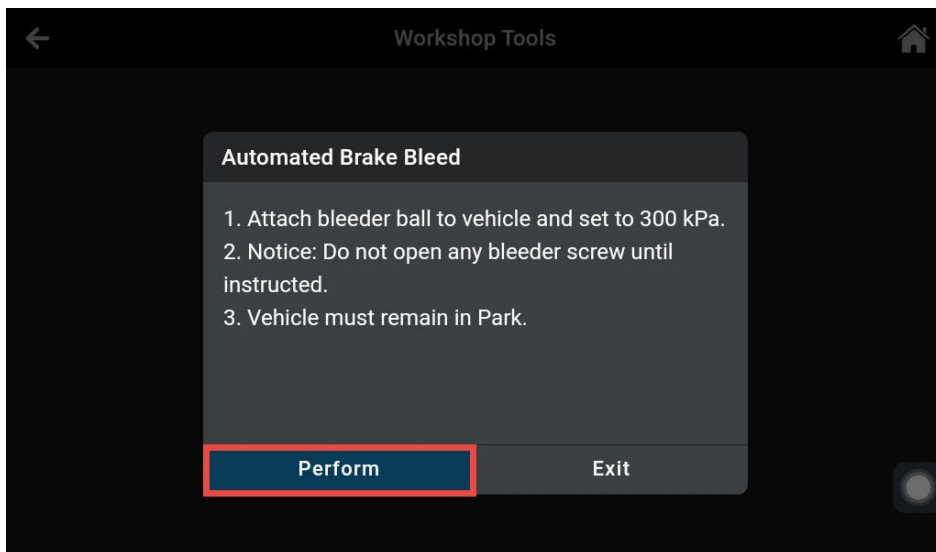 Workshop Tools
Automated Brake Bleed
1. Attach bleeder ball to vehicle and set to 300 kPa.
2. Notice: Do not open any bleeder screw until
instructed.
3. Vehicle must remain in Park.
Perform
Exit